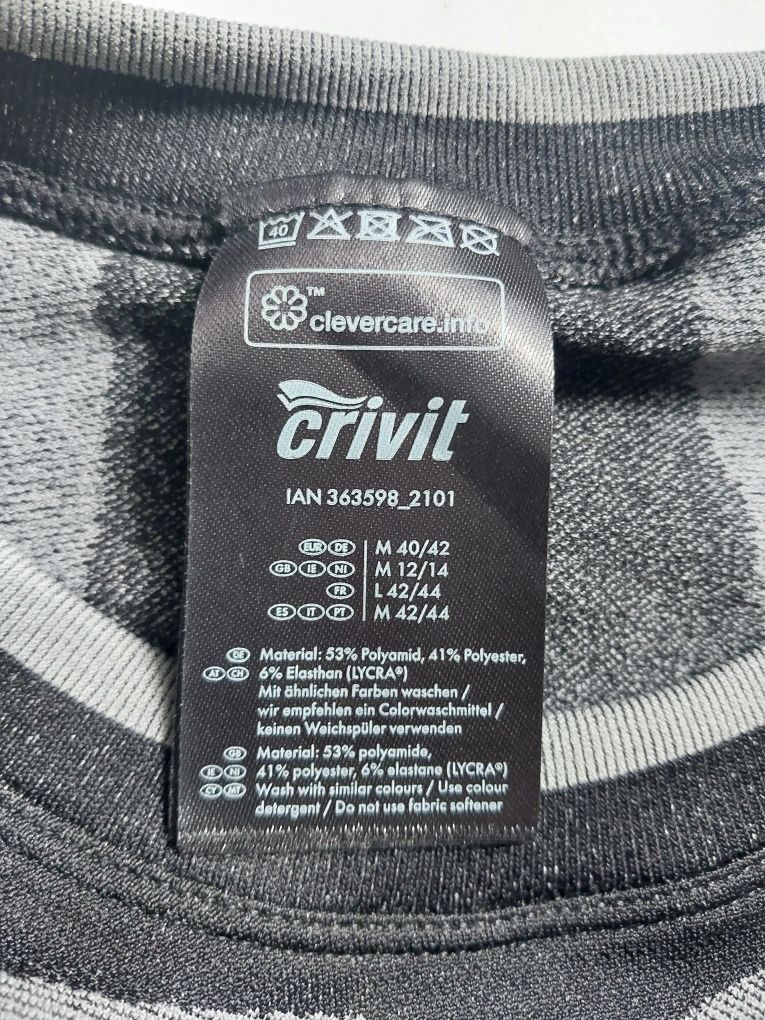 40
TM
clevercare.info
crivit
IAN 363598_2101
EUR DE M 40/42
GB IE NI M 12/14
FR L 42/44
ES IT PT M 42/44
DE Material: 53% Polyamid, 41% Polyester,
AT CH 6% Elasthan (LYCRA®)
Mit ähnlichen Farben waschen /
wir empfehlen ein Colorwaschmittel /
keinen Weichspüler verwenden
GB Material: 53% polyamide,
IE NI 41% polyester, 6% elastane (LYCRA®)
CY MT Wash with similar colours / Use colour
detergent / Do not use fabric softener